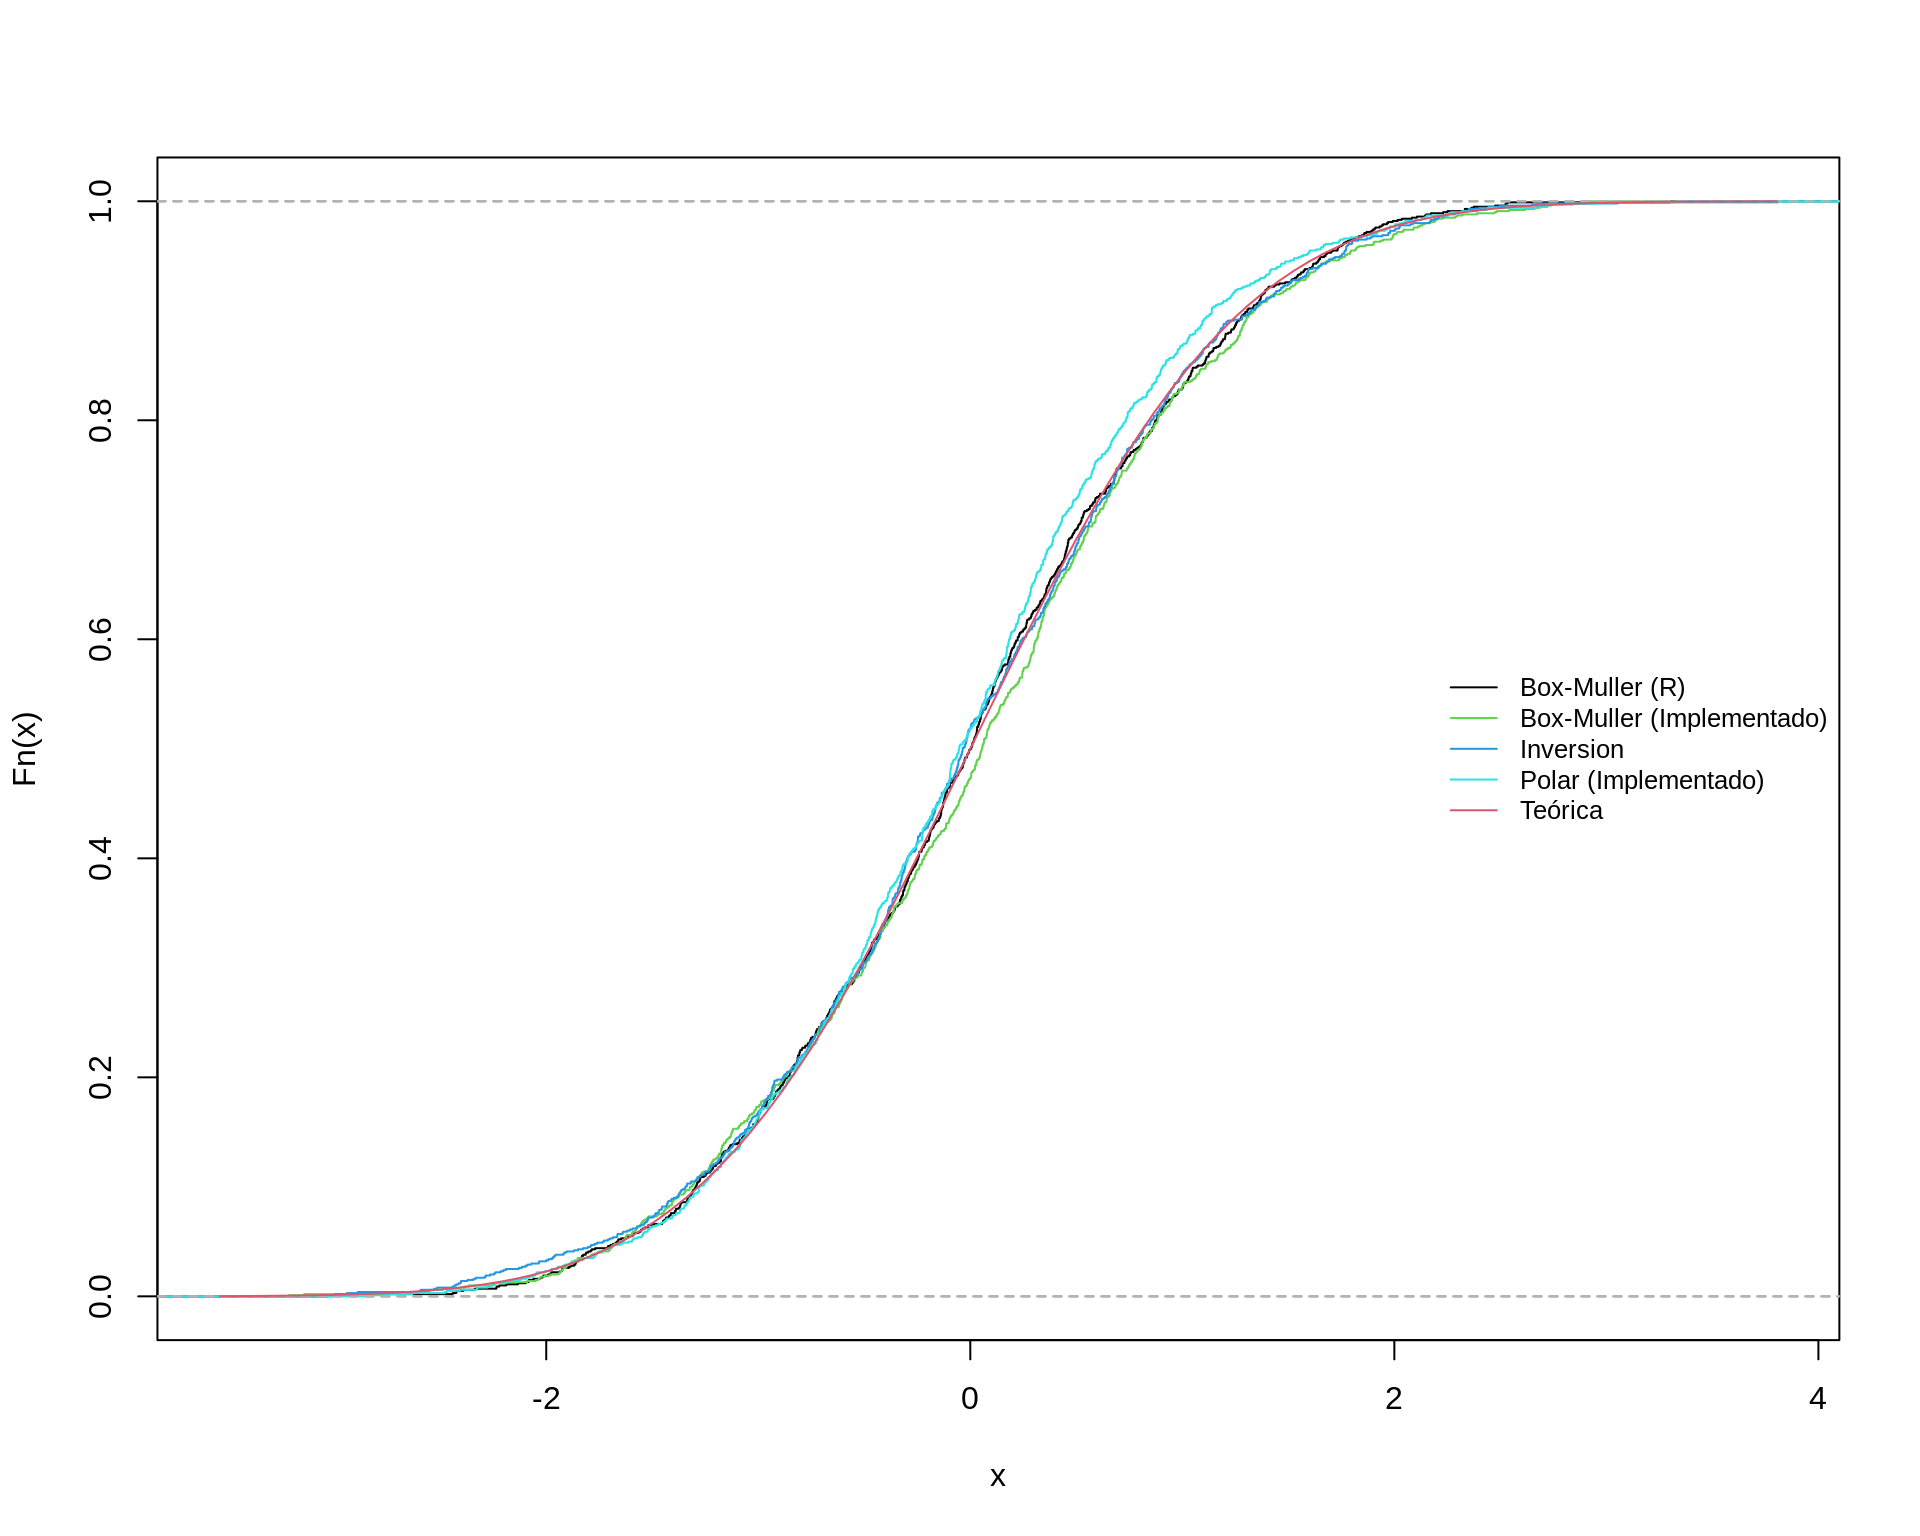 Fn(x)
1.0
0.8
0.6
0.4
0.2
0.0
Box-Muller (R)
Box-Muller (Implementado)
Inversion
Polar (Implementado)
Teórica
-2 0 2 4
x